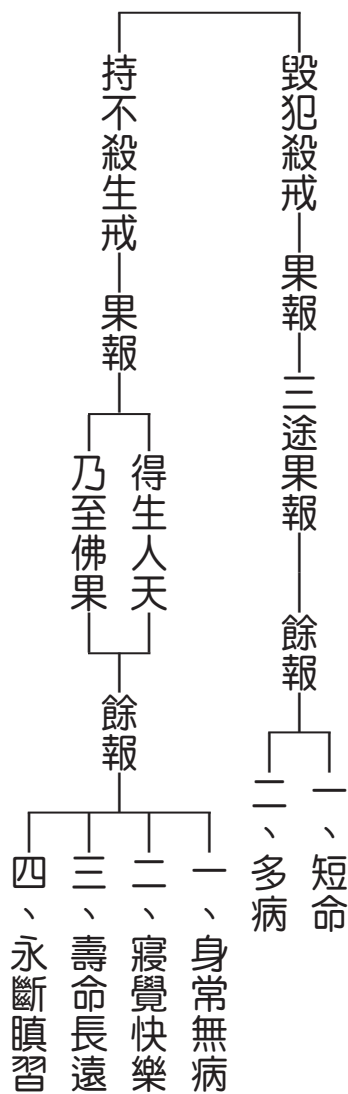 毀犯殺戒
果報
三途果報
餘報
一、短命
二、多病
持不殺生戒
果報
得生人天
乃至佛果
餘報
一、身常無病
二、寢覺快樂
三、壽命長遠
四、永斷瞋習